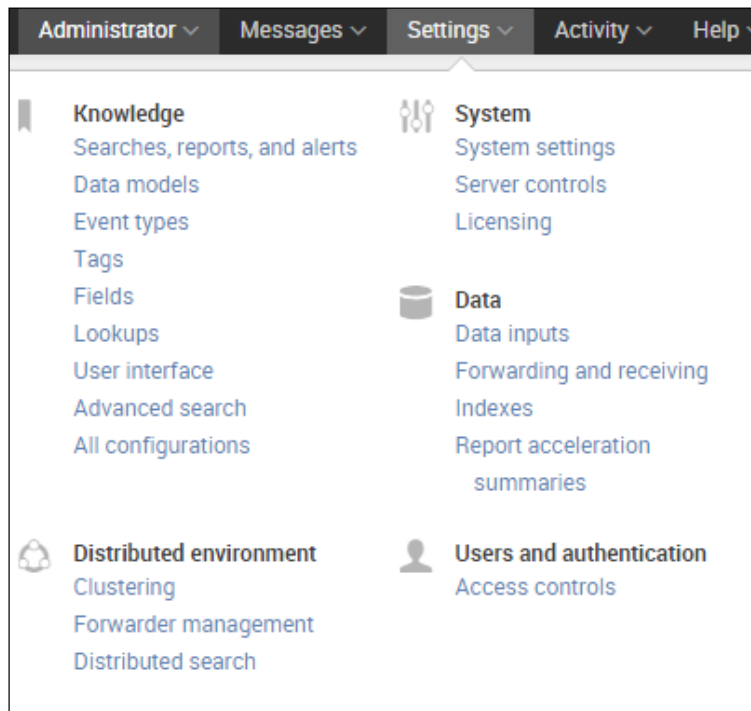 Administrator Messages Settings Activity Help
Knowledge
Searches, reports, and alerts
Data models
Event types
Tags
Fields
Lookups
User interface
Advanced search
All configurations
System
System settings
Server controls
Licensing
Data
Data inputs
Forwarding and receiving
Indexes
Report acceleration
summaries
Distributed environment
Clustering
Forwarder management
Distributed search
Users and authentication
Access controls